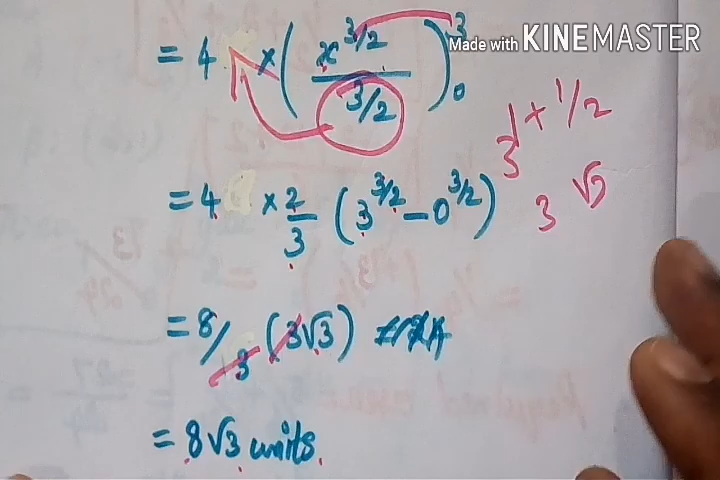 Made with KINEMASTER
= 4 × ( x^3/2 / 3/2 )^3_0
3^1+1/2
= 4 × 2/3 (3^3/2 – 0^3/2)
3 √3
= 8/3 (3√3)
= 8√3 units.